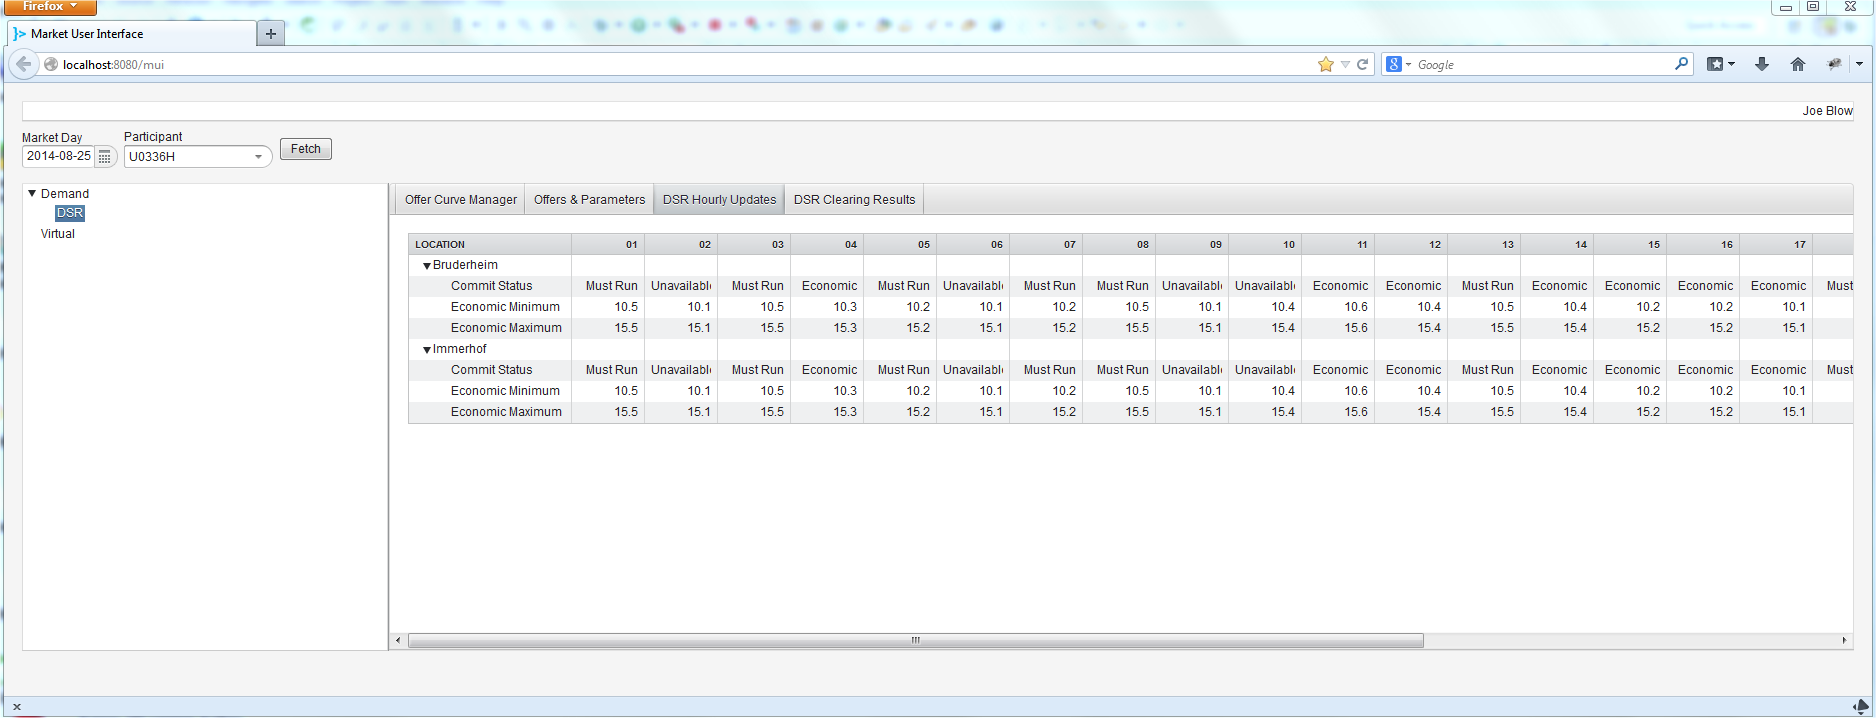 Firefox
Market User Interface
localhost:8080/mui
Google
Joe Blow
Market Day Participant
2014-08-25 U0336H Fetch
Demand
DSR
Virtual
Offer Curve Manager Offers & Parameters DSR Hourly Updates DSR Clearing Results
LOCATION 01 02 03 04 05 06 07 08 09 10 11 12 13 14 15 16 17
Bruderheim
Commit Status Must Run Unavailabl Must Run Economic Must Run Unavailabl Must Run Must Run Unavailabl Unavailabl Economic Economic Must Run Economic Economic Economic Economic Must
Economic Minimum 10.5 10.1 10.5 10.3 10.2 10.1 10.2 10.5 10.1 10.4 10.6 10.4 10.5 10.4 10.2 10.2 10.1
Economic Maximum 15.5 15.1 15.5 15.3 15.2 15.1 15.2 15.5 15.1 15.4 15.6 15.4 15.5 15.4 15.2 15.2 15.1
Immerhof
Commit Status Must Run Unavailabl Must Run Economic Must Run Unavailabl Must Run Must Run Unavailabl Unavailabl Economic Economic Must Run Economic Economic Economic Economic Must
Economic Minimum 10.5 10.1 10.5 10.3 10.2 10.1 10.2 10.5 10.1 10.4 10.6 10.4 10.5 10.4 10.2 10.2 10.1
Economic Maximum 15.5 15.1 15.5 15.3 15.2 15.1 15.2 15.5 15.1 15.4 15.6 15.4 15.5 15.4 15.2 15.2 15.1